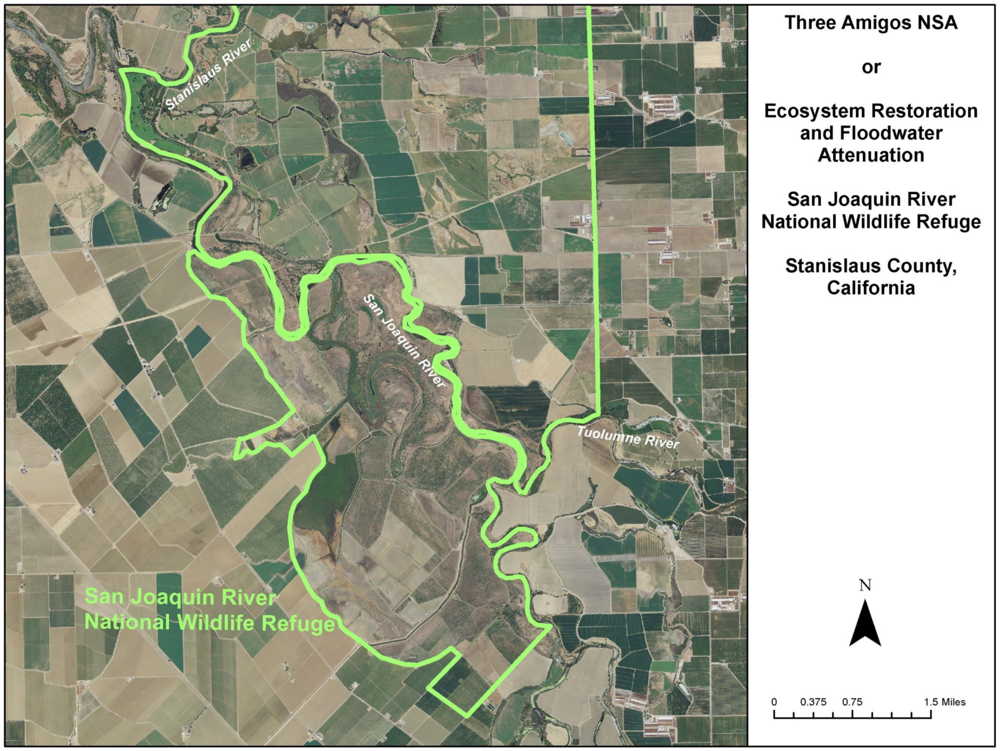 Three Amigos NSA
or
Ecosystem Restoration
and Floodwater
Attenuation
San Joaquin River
National Wildlife Refuge
Stanislaus County,
California
Stanislaus River
San Joaquin River
Tuolumne River
San Joaquin River
National Wildlife Refuge
N
0 0.375 0.75 1.5 Miles